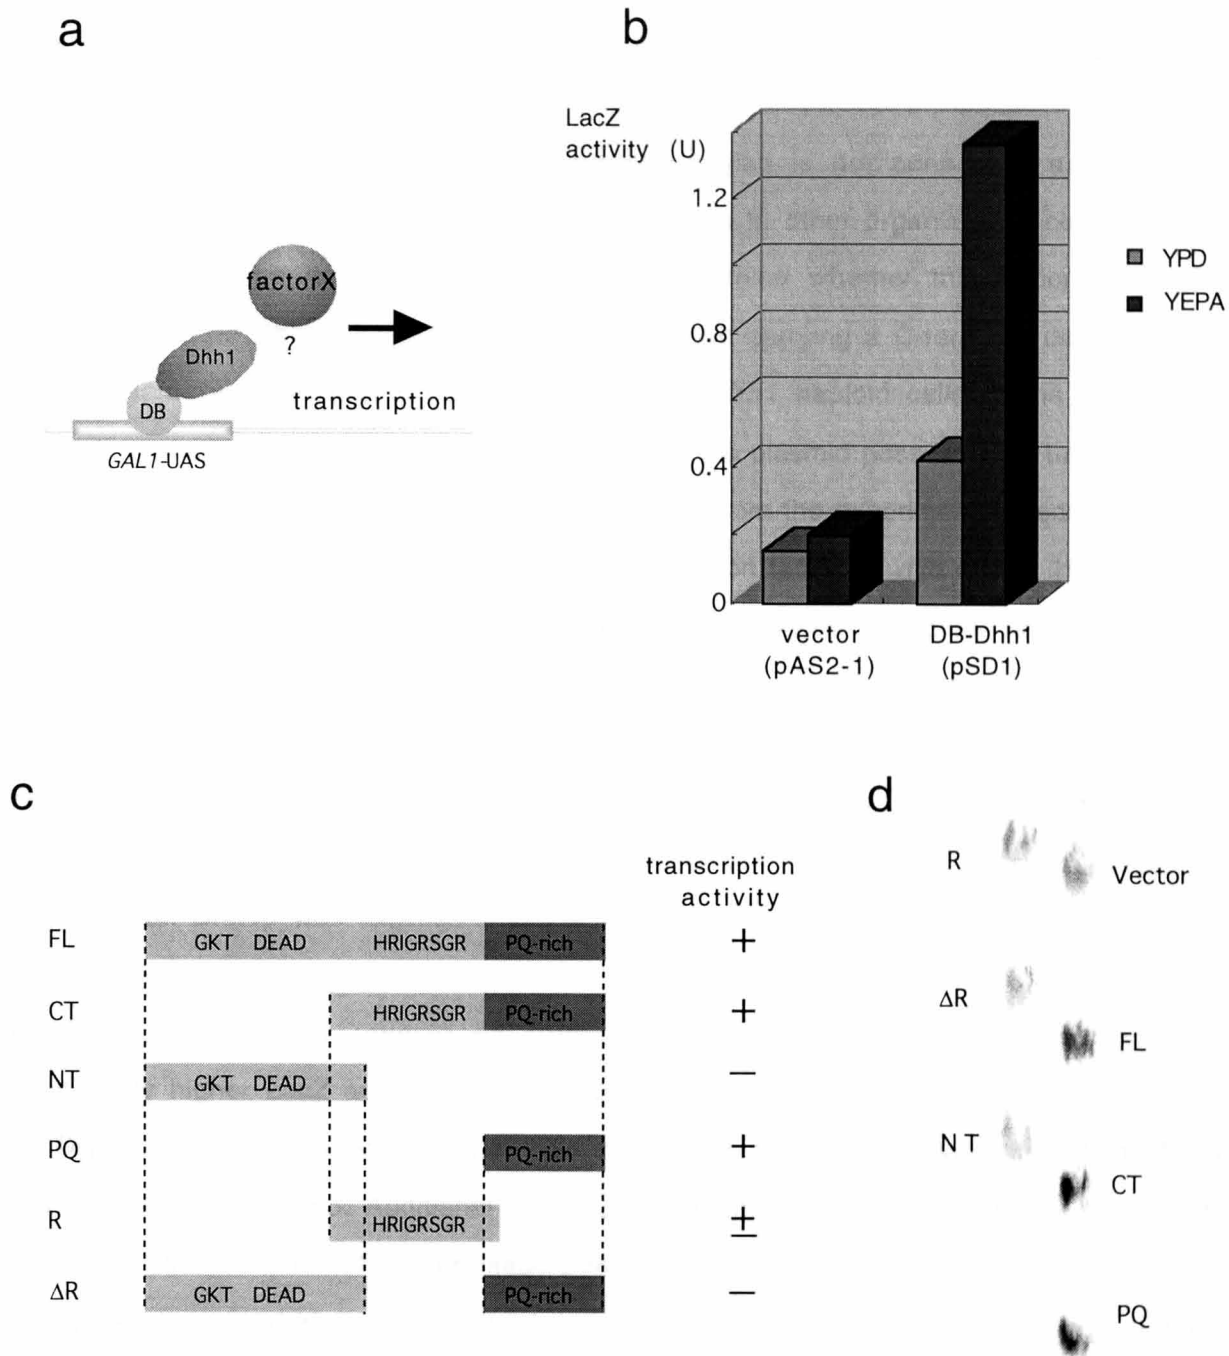 a
factorX
?
Dhh1
DB
transcription
GAL1-UAS
b
LacZ
activity (U)
1.2
0.8
0.4
0
YPD
YEPA
vector
(pAS2-1)
DB-Dhh1
(pSD1)
c
transcription
activity
FL GKT DEAD HRIGRSGR PQ-rich +
CT HRIGRSGR PQ-rich +
NT GKT DEAD −
PQ PQ-rich +
R HRIGRSGR ±
ΔR GKT DEAD PQ-rich −
d
R
Vector
ΔR
FL
NT
CT
PQ